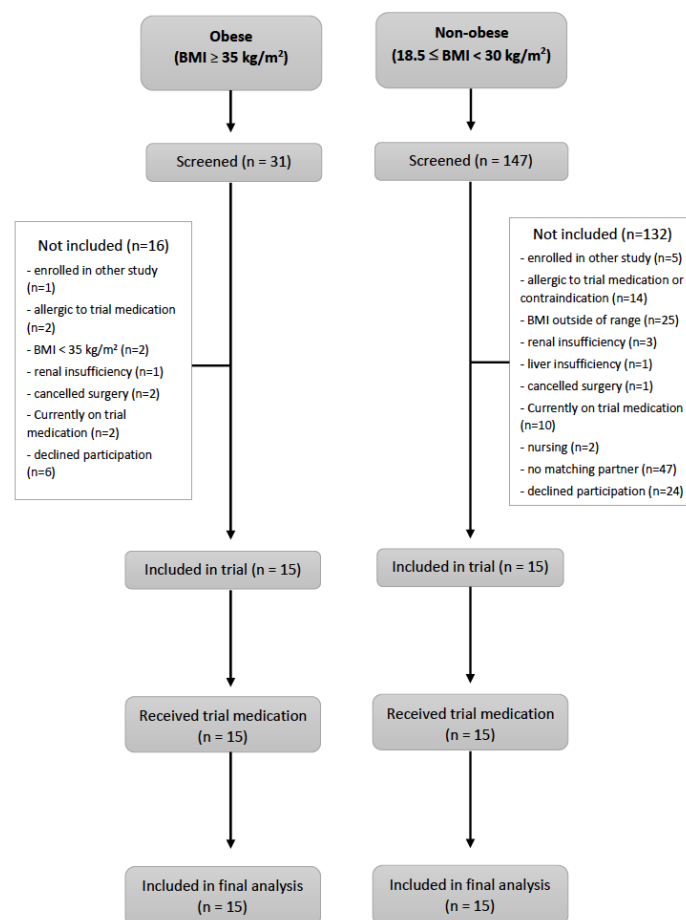 Obese
(BMI ≥ 35 kg/m²)
Screened (n = 31)
Not included (n=16)
- enrolled in other study
(n=1)
- allergic to trial medication
(n=2)
- BMI < 35 kg/m² (n=2)
- renal insufficiency (n=1)
- cancelled surgery (n=2)
- Currently on trial
medication (n=2)
- declined participation
(n=6)
Included in trial (n = 15)
Received trial medication
(n = 15)
Included in final analysis
(n = 15)
Non-obese
(18.5 ≦ BMI < 30 kg/m²)
Screened (n = 147)
Not included (n=132)
- enrolled in other study (n=5)
- allergic to trial medication or
contraindication (n=14)
- BMI outside of range (n=25)
- renal insufficiency (n=3)
- liver insufficiency (n=1)
- cancelled surgery (n=1)
- Currently on trial medication
(n=10)
- nursing (n=2)
- no matching partner (n=47)
- declined participation (n=24)
Included in trial (n = 15)
Received trial medication
(n = 15)
Included in final analysis
(n = 15)